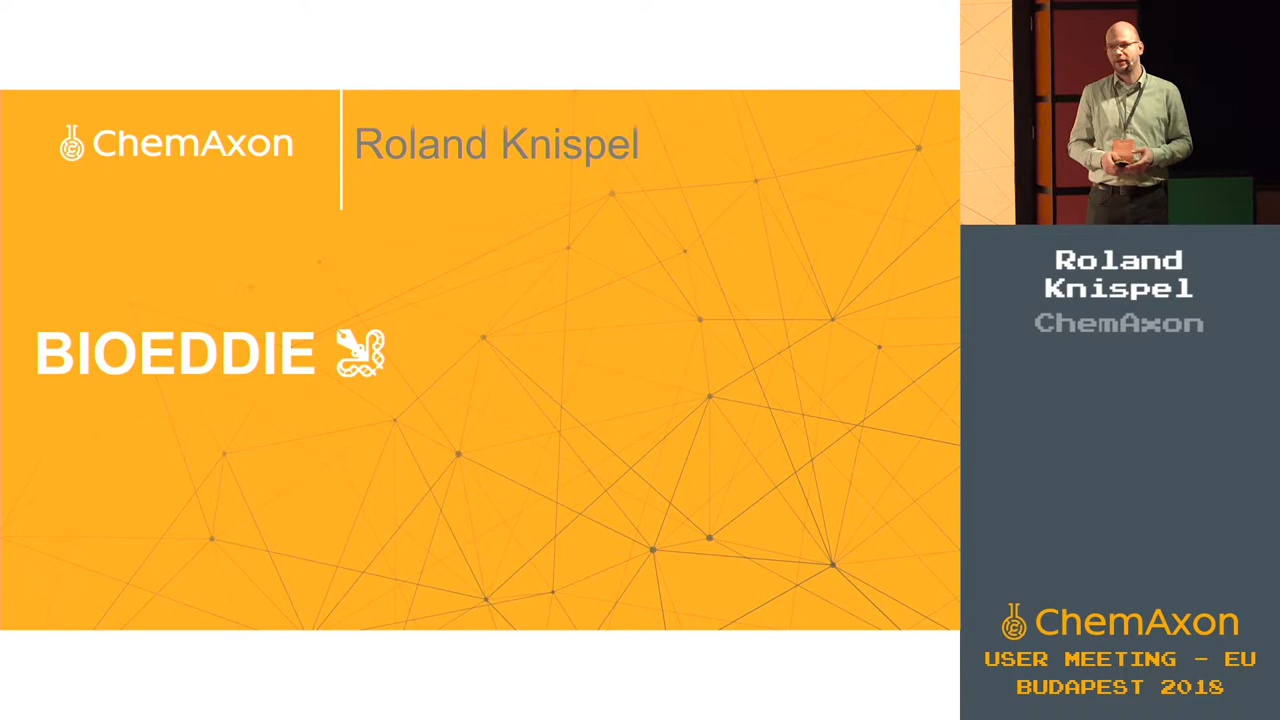 ChemAxon
Roland Knispel
BIOEDDIE
Roland
Knispel
ChemAxon
ChemAxon
USER MEETING - EU
BUDAPEST 2018